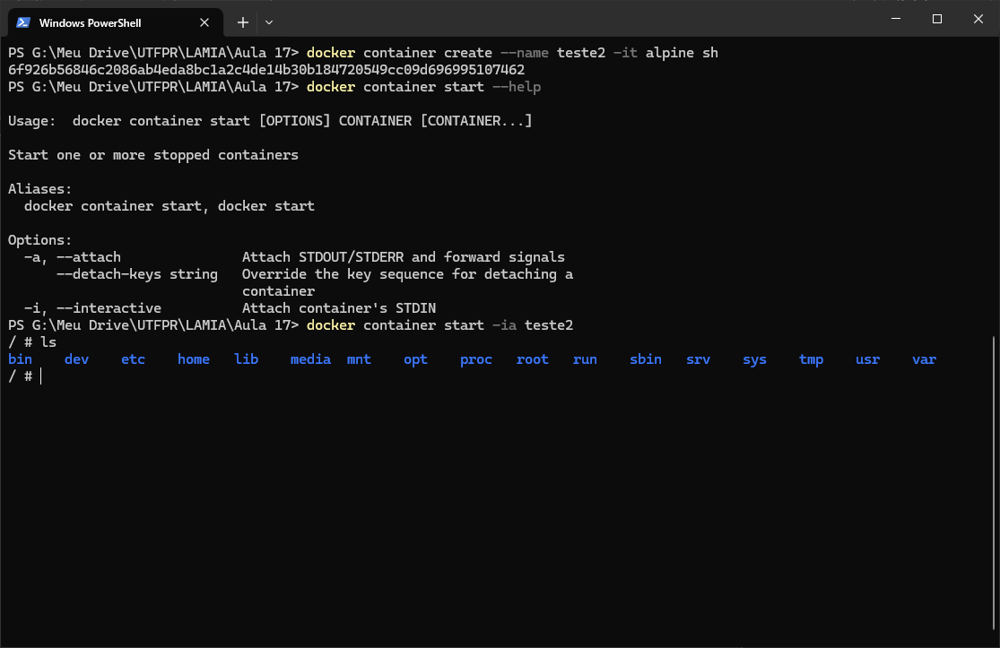 Windows PowerShell
PS G:\Meu Drive\UTFPR\LAMIA\Aula 17> docker container create --name teste2 -it alpine sh
6f926b56846c2086ab4eda8bc1a2c4de14b30b184720549cc09d696995107462
PS G:\Meu Drive\UTFPR\LAMIA\Aula 17> docker container start --help
Usage:  docker container start [OPTIONS] CONTAINER [CONTAINER...]
Start one or more stopped containers
Aliases:
  docker container start, docker start
Options:
  -a, --attach               Attach STDOUT/STDERR and forward signals
      --detach-keys string   Override the key sequence for detaching a
                             container
  -i, --interactive          Attach container's STDIN
PS G:\Meu Drive\UTFPR\LAMIA\Aula 17> docker container start -ia teste2
/ # ls
bin    dev    etc    home   lib    media  mnt    opt    proc   root   run    sbin   srv    sys    tmp    usr    var
/ #